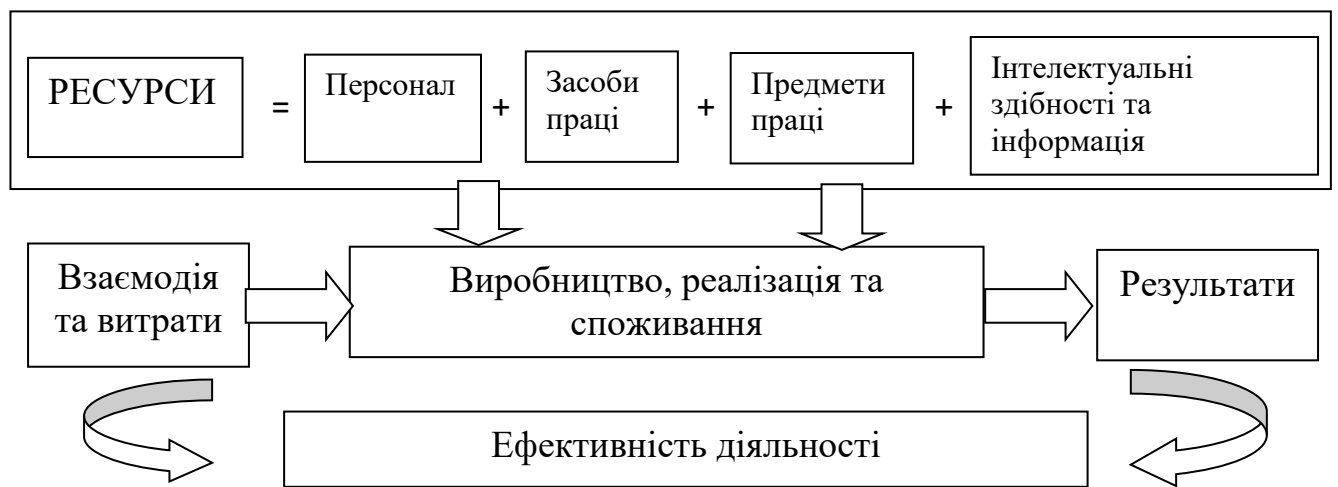 РЕСУРСИ
=
Персонал
+
Засоби
праці
+
Предмети
праці
+
Інтелектуальні
здібності та
інформація
Взаємодія
та витрати
Виробництво, реалізація та
споживання
Результати
Ефективність діяльності